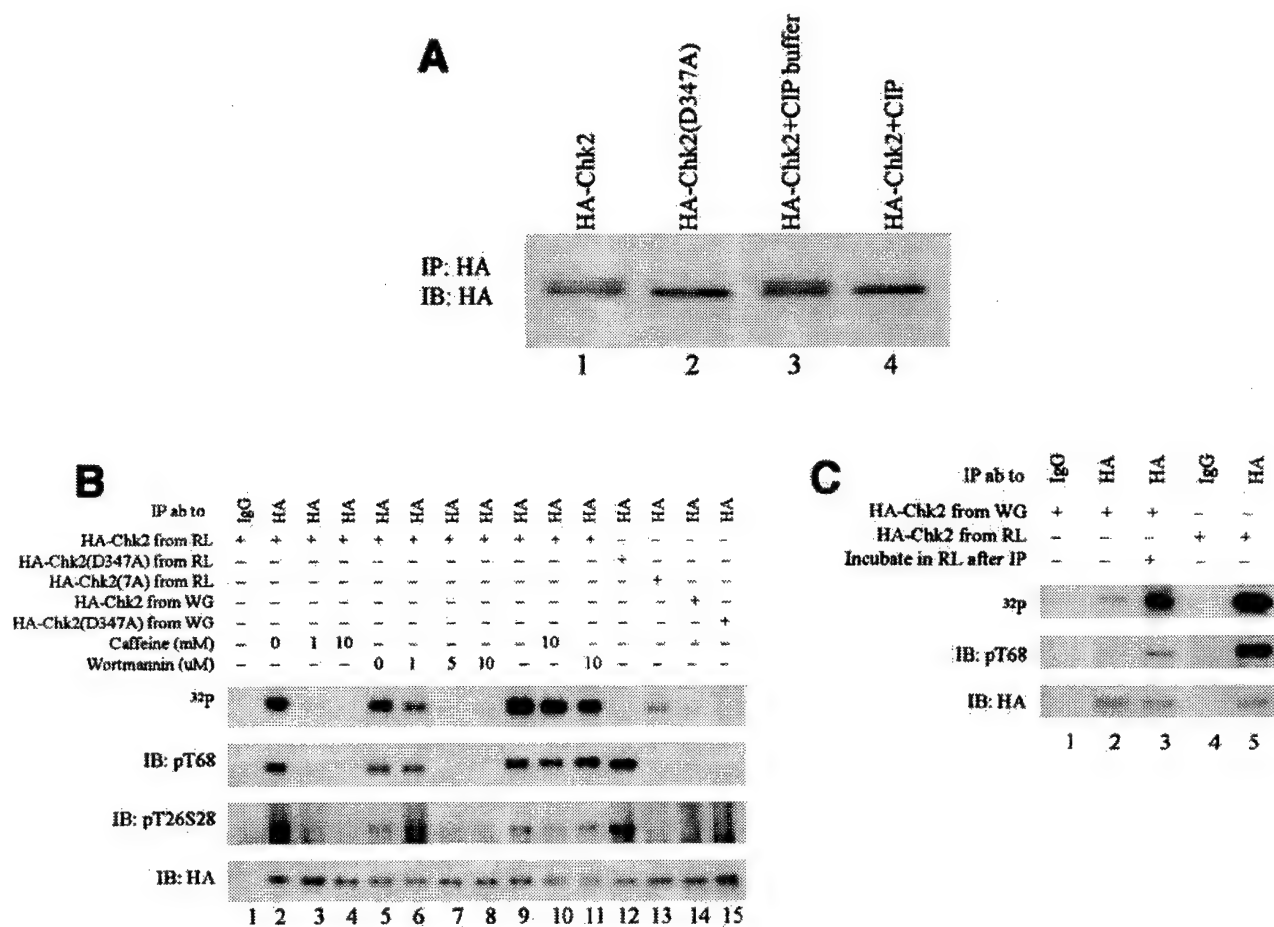 A
HA-Chk2
HA-Chk2(D347A)
HA-Chk2+CIP buffer
HA-Chk2+CIP
IP: HA
IB: HA
1 2 3 4
B
IP ab to IgG HA HA HA HA HA HA HA HA HA HA HA HA HA HA
HA-Chk2 from RL + + + + + + + + + + + – – – –
HA-Chk2(D347A) from RL – – – – – – – – – – – + – – –
HA-Chk2(7A) from RL – – – – – – – – – – – – + – –
HA-Chk2 from WG – – – – – – – – – – – – – + –
HA-Chk2(D347A) from WG – – – – – – – – – – – – – – +
Caffeine (mM) – 0 1 10 – – – – – 10 – – – – –
Wortmannin (uM) – – – – 0 1 5 10 – – 10 – – – –
32p
IB: pT68
IB: pT26S28
IB: HA
1 2 3 4 5 6 7 8 9 10 11 12 13 14 15
C
IP ab to IgG HA HA IgG HA
HA-Chk2 from WG + + + – –
HA-Chk2 from RL – – – + +
Incubate in RL after IP – – + – –
32p
IB: pT68
IB: HA
1 2 3 4 5